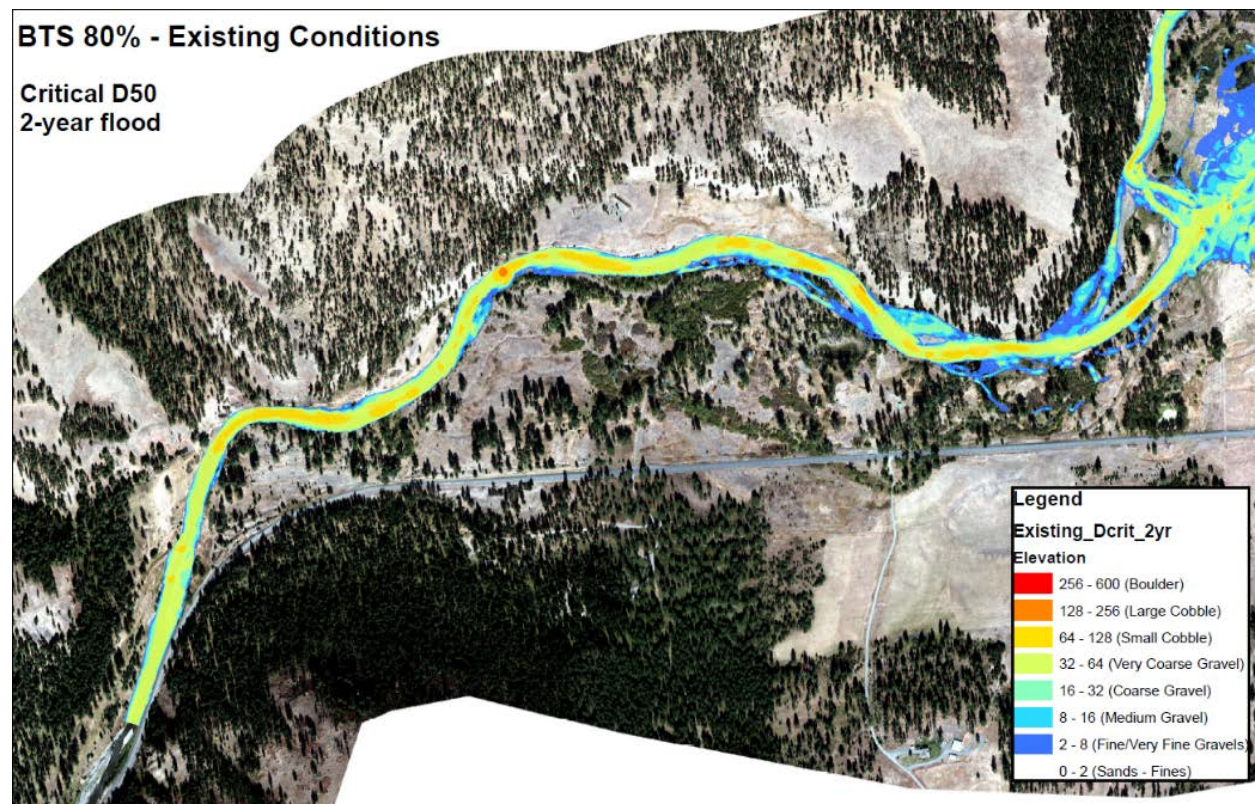 BTS 80% - Existing Conditions
Critical D50
2-year flood
Legend
Existing_Dcrit_2yr
Elevation
256 - 600 (Boulder)
128 - 256 (Large Cobble)
64 - 128 (Small Cobble)
32 - 64 (Very Coarse Gravel)
16 - 32 (Coarse Gravel)
8 - 16 (Medium Gravel)
2 - 8 (Fine/Very Fine Gravels)
0 - 2 (Sands - Fines)